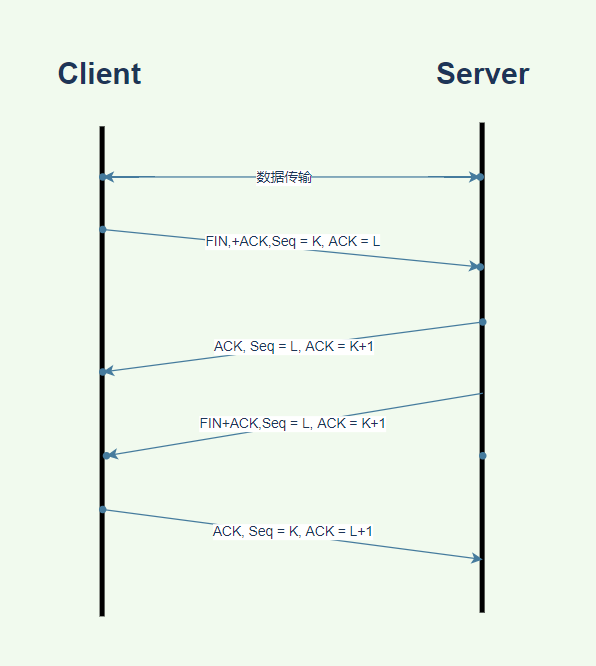 Client
Server
数据传输
FIN,+ACK,Seq = K, ACK = L
ACK, Seq = L, ACK = K+1
FIN+ACK,Seq = L, ACK = K+1
ACK, Seq = K, ACK = L+1